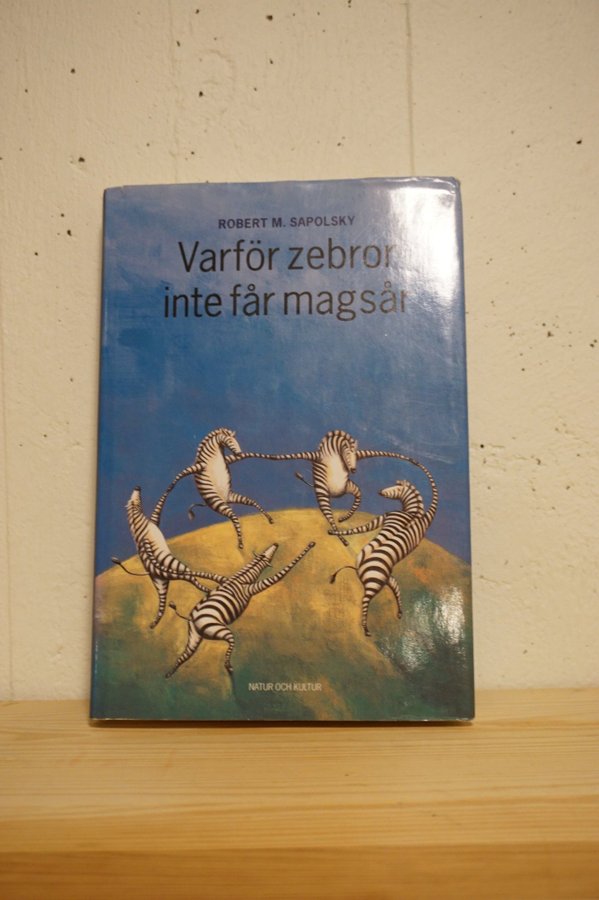 ROBERT M. SAPOLSKY
Varför zebror
inte får magsår
NATUR OCH KULTUR